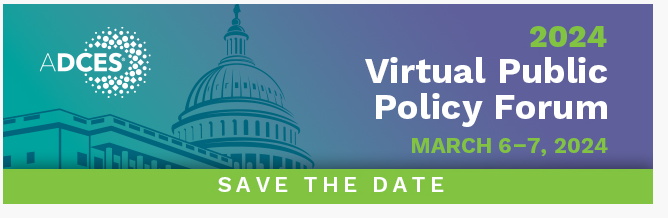 ADCES
2024
Virtual Public
Policy Forum
MARCH 6–7, 2024
SAVE THE DATE